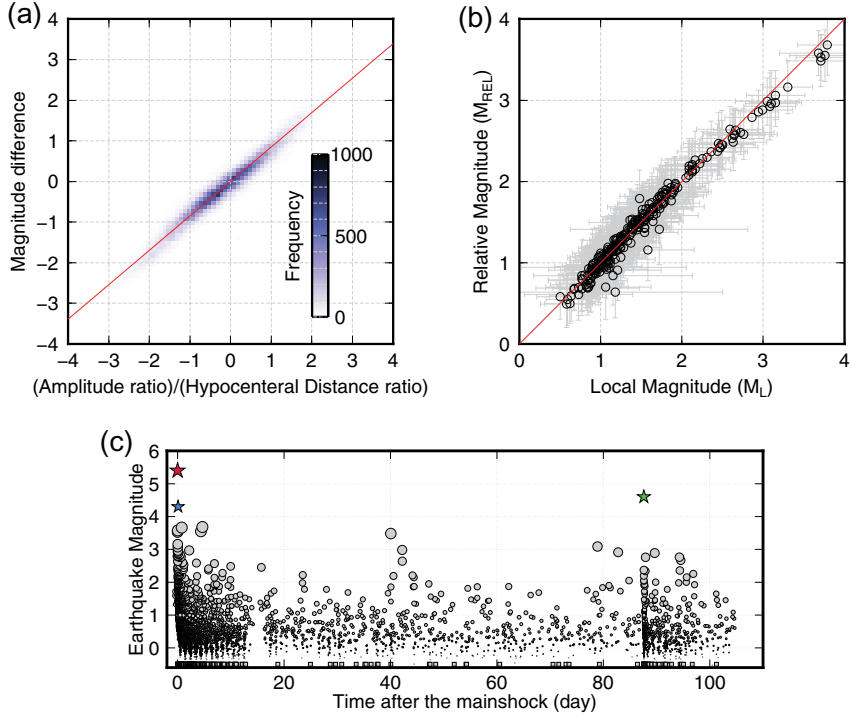 (a)
4
3
2
1
0
−1
−2
−3
−4
Magnitude difference
−4 −3 −2 −1 0 1 2 3 4
(Amplitude ratio)/(Hypocenteral Distance ratio)
1000
500
0
Frequency
(b)
4
3
2
1
0
Relative Magnitude (MREL)
0 1 2 3 4
Local Magnitude (ML)
(c)
6
5
4
3
2
1
0
Earthquake Magnitude
0 20 40 60 80 100
Time after the mainshock (day)